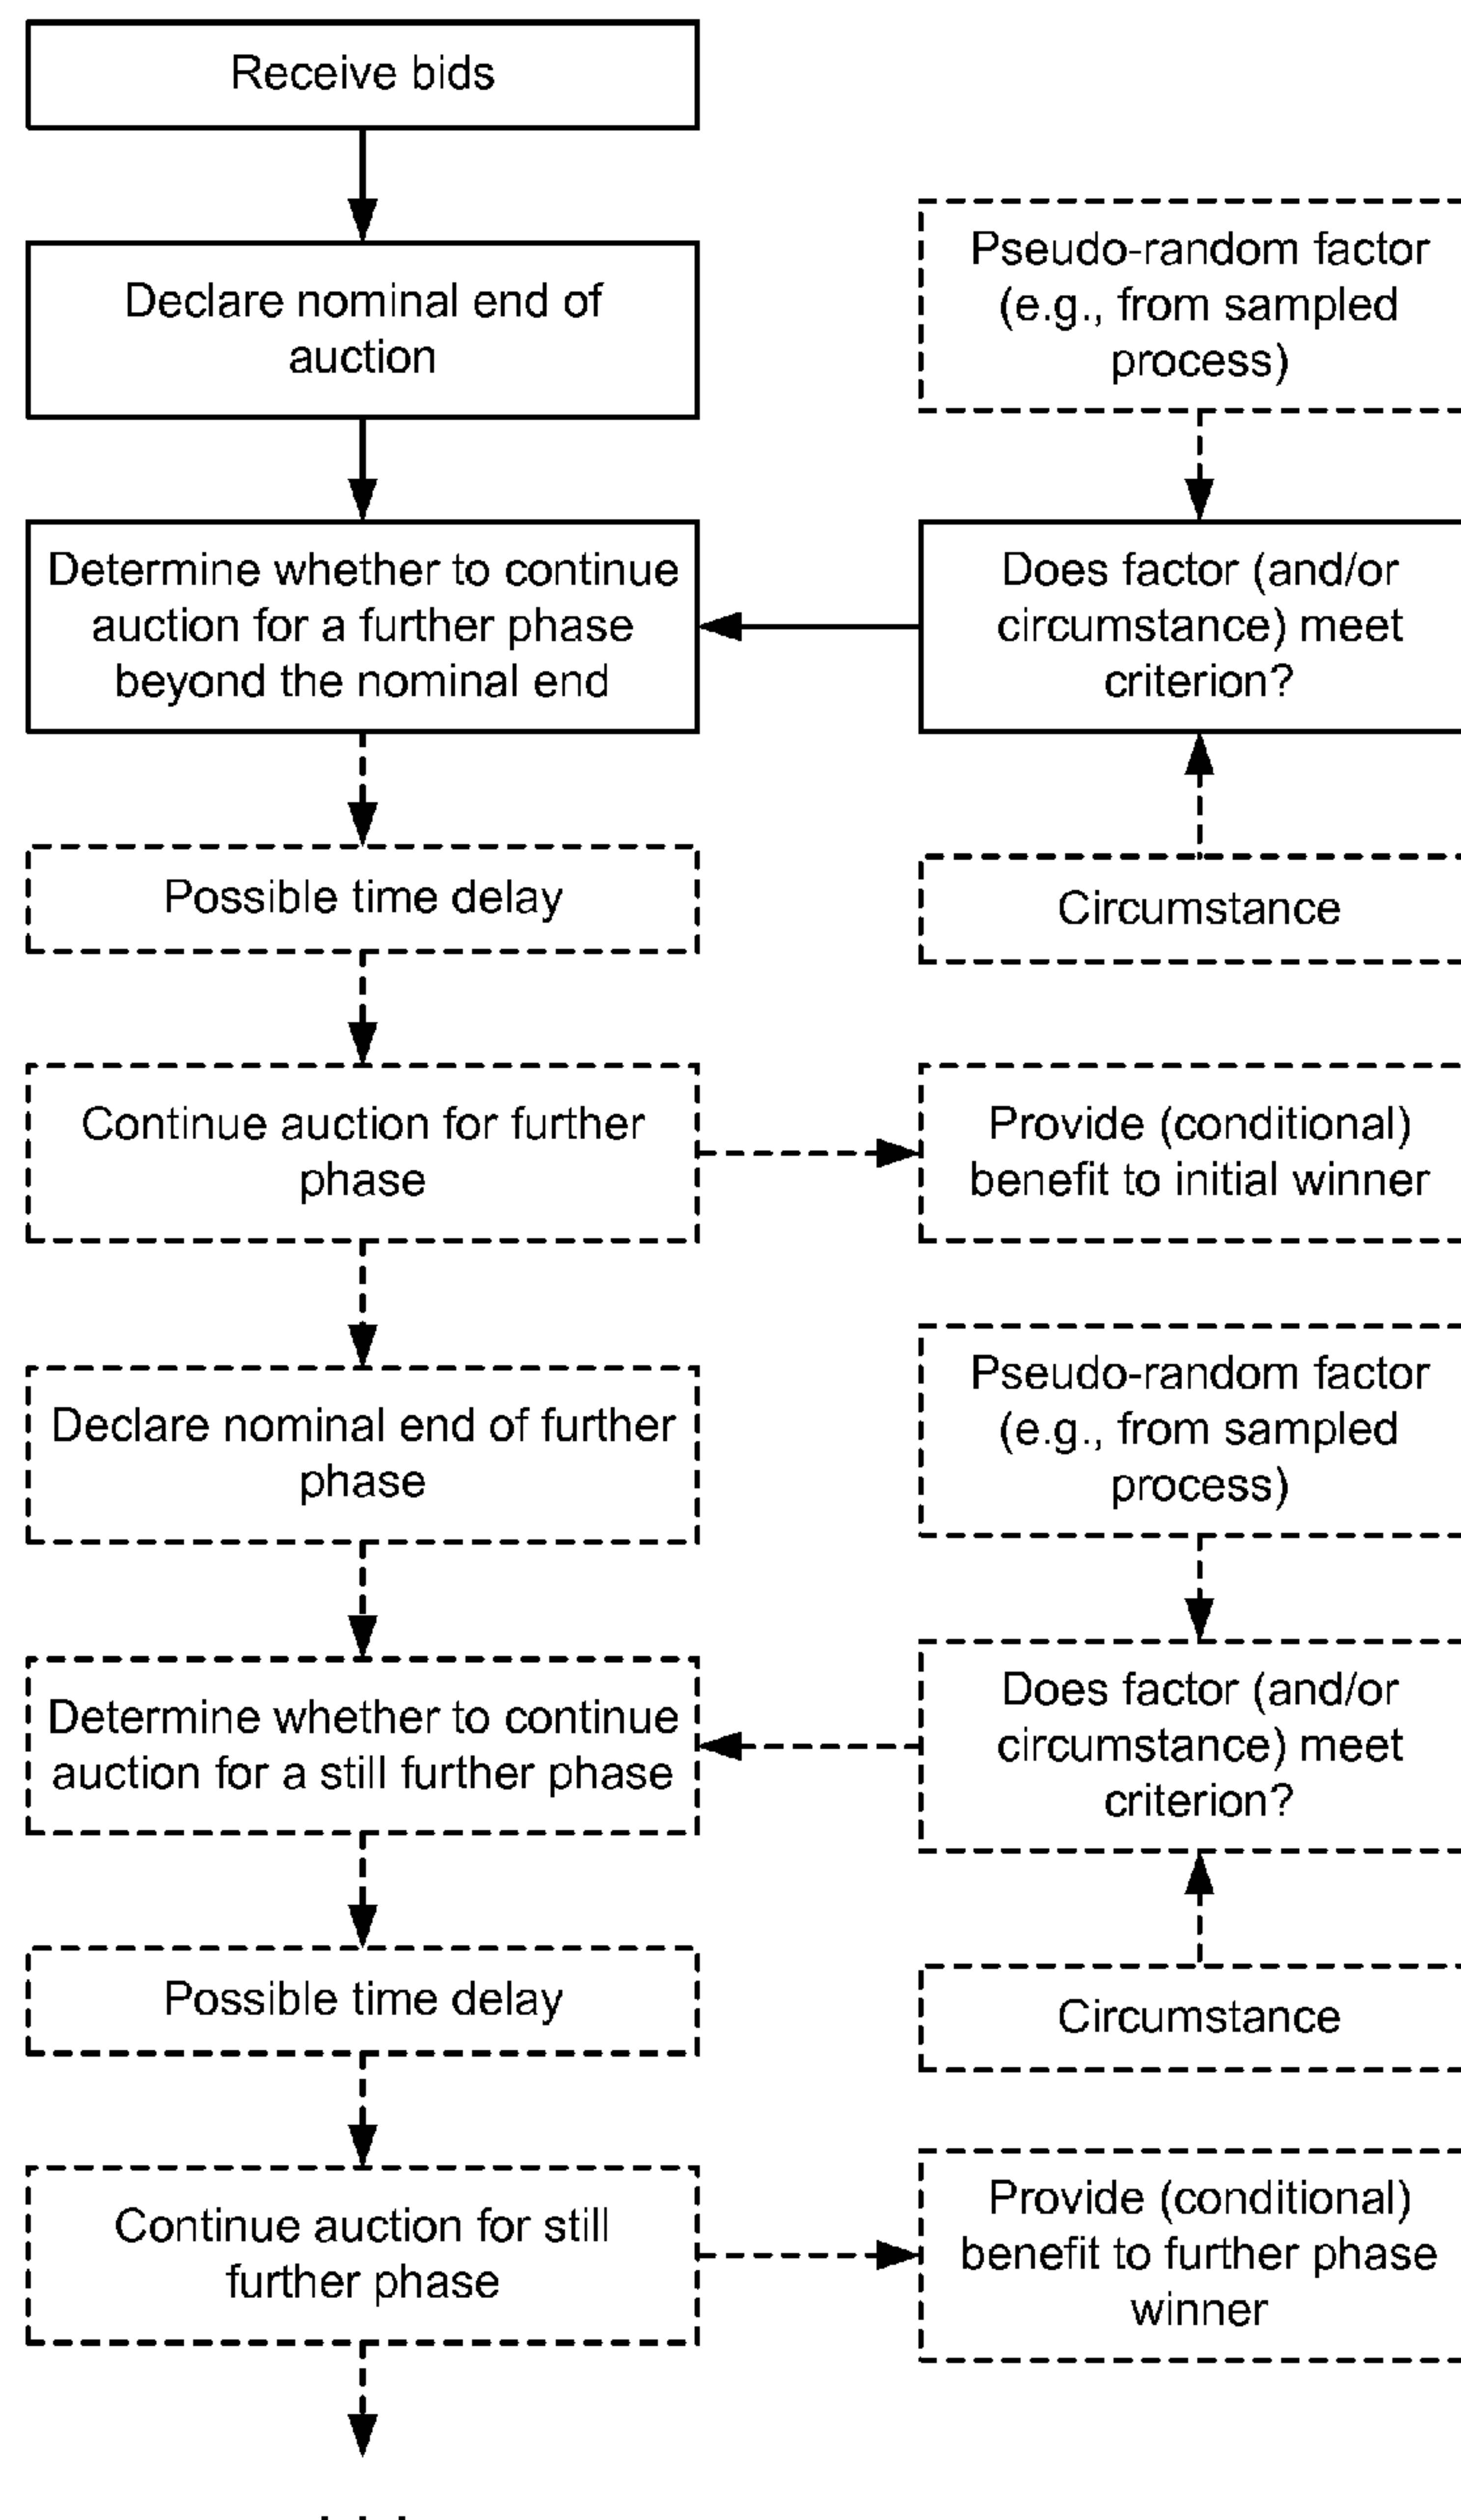 Receive bids
Declare nominal end of
auction
Pseudo-random factor
(e.g., from sampled
process)
Determine whether to continue
auction for a further phase
beyond the nominal end
Does factor (and/or
circumstance) meet
criterion?
Possible time delay
Circumstance
Continue auction for further
phase
Provide (conditional)
benefit to initial winner
Declare nominal end of further
phase
Pseudo-random factor
(e.g., from sampled
process)
Determine whether to continue
auction for a still further phase
Does factor (and/or
circumstance) meet
criterion?
Possible time delay
Circumstance
Continue auction for still
further phase
Provide (conditional)
benefit to further phase
winner